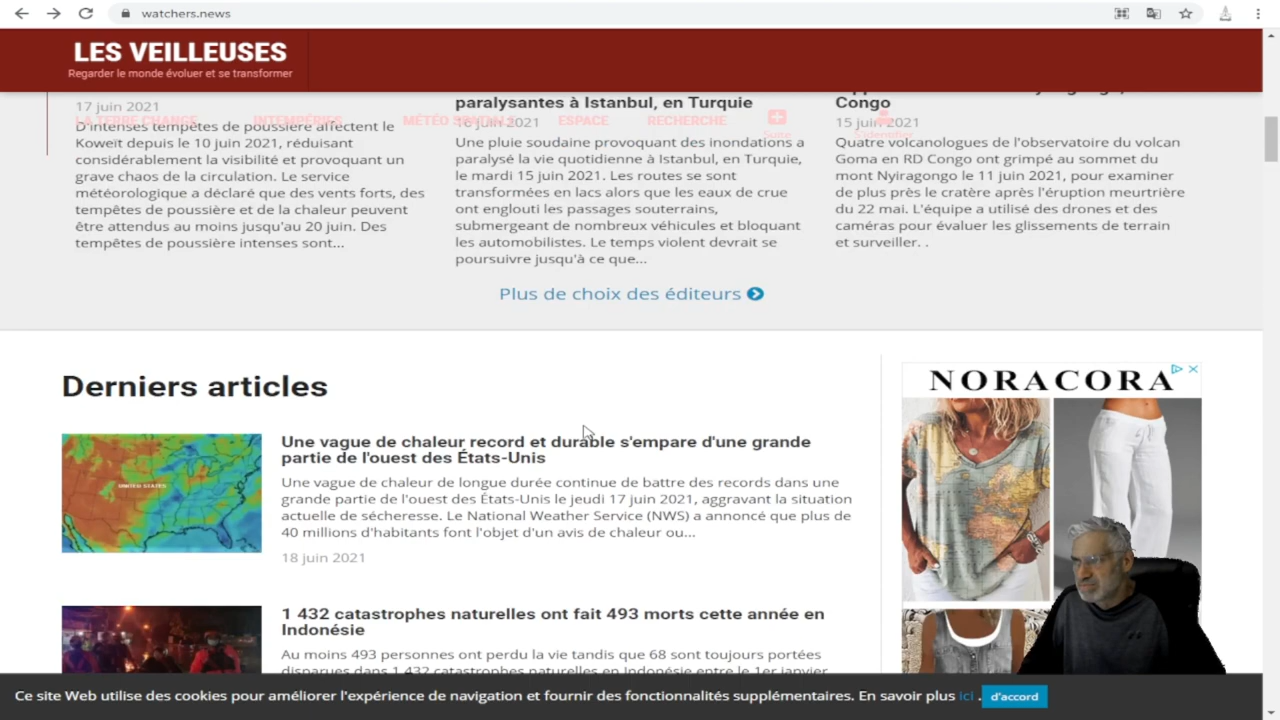 watchers.news
LES VEILLEUSES
Regarder le monde évoluer et se transformer
LA TERRE CHANGE
INTEMPÉRIES
MÉTÉO SPATIALE
ESPACE
RECHERCHE
Suite
S'identifier
17 juin 2021
D'intenses tempêtes de poussière affectent le
Koweït depuis le 10 juin 2021, réduisant
considérablement la visibilité et provoquant un
grave chaos de la circulation. Le service
météorologique a déclaré que des vents forts, des
tempêtes de poussière et de la chaleur peuvent
être attendus au moins jusqu'au 20 juin. Des
tempêtes de poussière intenses sont...
paralysantes à Istanbul, en Turquie
16 juin 2021
Une pluie soudaine provoquant des inondations a
paralysé la vie quotidienne à Istanbul, en Turquie,
le mardi 15 juin 2021. Les routes se sont
transformées en lacs alors que les eaux de crue
ont englouti les passages souterrains,
submergeant de nombreux véhicules et bloquant
les automobilistes. Le temps violent devrait se
poursuivre jusqu'à ce que...
Congo
15 juin 2021
Quatre volcanologues de l'observatoire du volcan
Goma en RD Congo ont grimpé au sommet du
mont Nyiragongo le 11 juin 2021, pour examiner
de plus près le cratère après l'éruption meurtrière
du 22 mai. L'équipe a utilisé des drones et des
caméras pour évaluer les glissements de terrain
et surveiller. .
Plus de choix des éditeurs
Derniers articles
UNITED STATES
Une vague de chaleur record et durable s'empare d'une grande
partie de l'ouest des États-Unis
Une vague de chaleur de longue durée continue de battre des records dans une
grande partie de l'ouest des États-Unis le jeudi 17 juin 2021, aggravant la situation
actuelle de sécheresse. Le National Weather Service (NWS) a annoncé que plus de
40 millions d'habitants font l'objet d'un avis de chaleur ou...
18 juin 2021
1 432 catastrophes naturelles ont fait 493 morts cette année en
Indonésie
Au moins 493 personnes ont perdu la vie tandis que 68 sont toujours portées
disparues dans 1 432 catastrophes naturelles en Indonésie entre le 1er janvier
NORACORA
Ce site Web utilise des cookies pour améliorer l'expérience de navigation et fournir des fonctionnalités supplémentaires. En savoir plus ici . d'accord